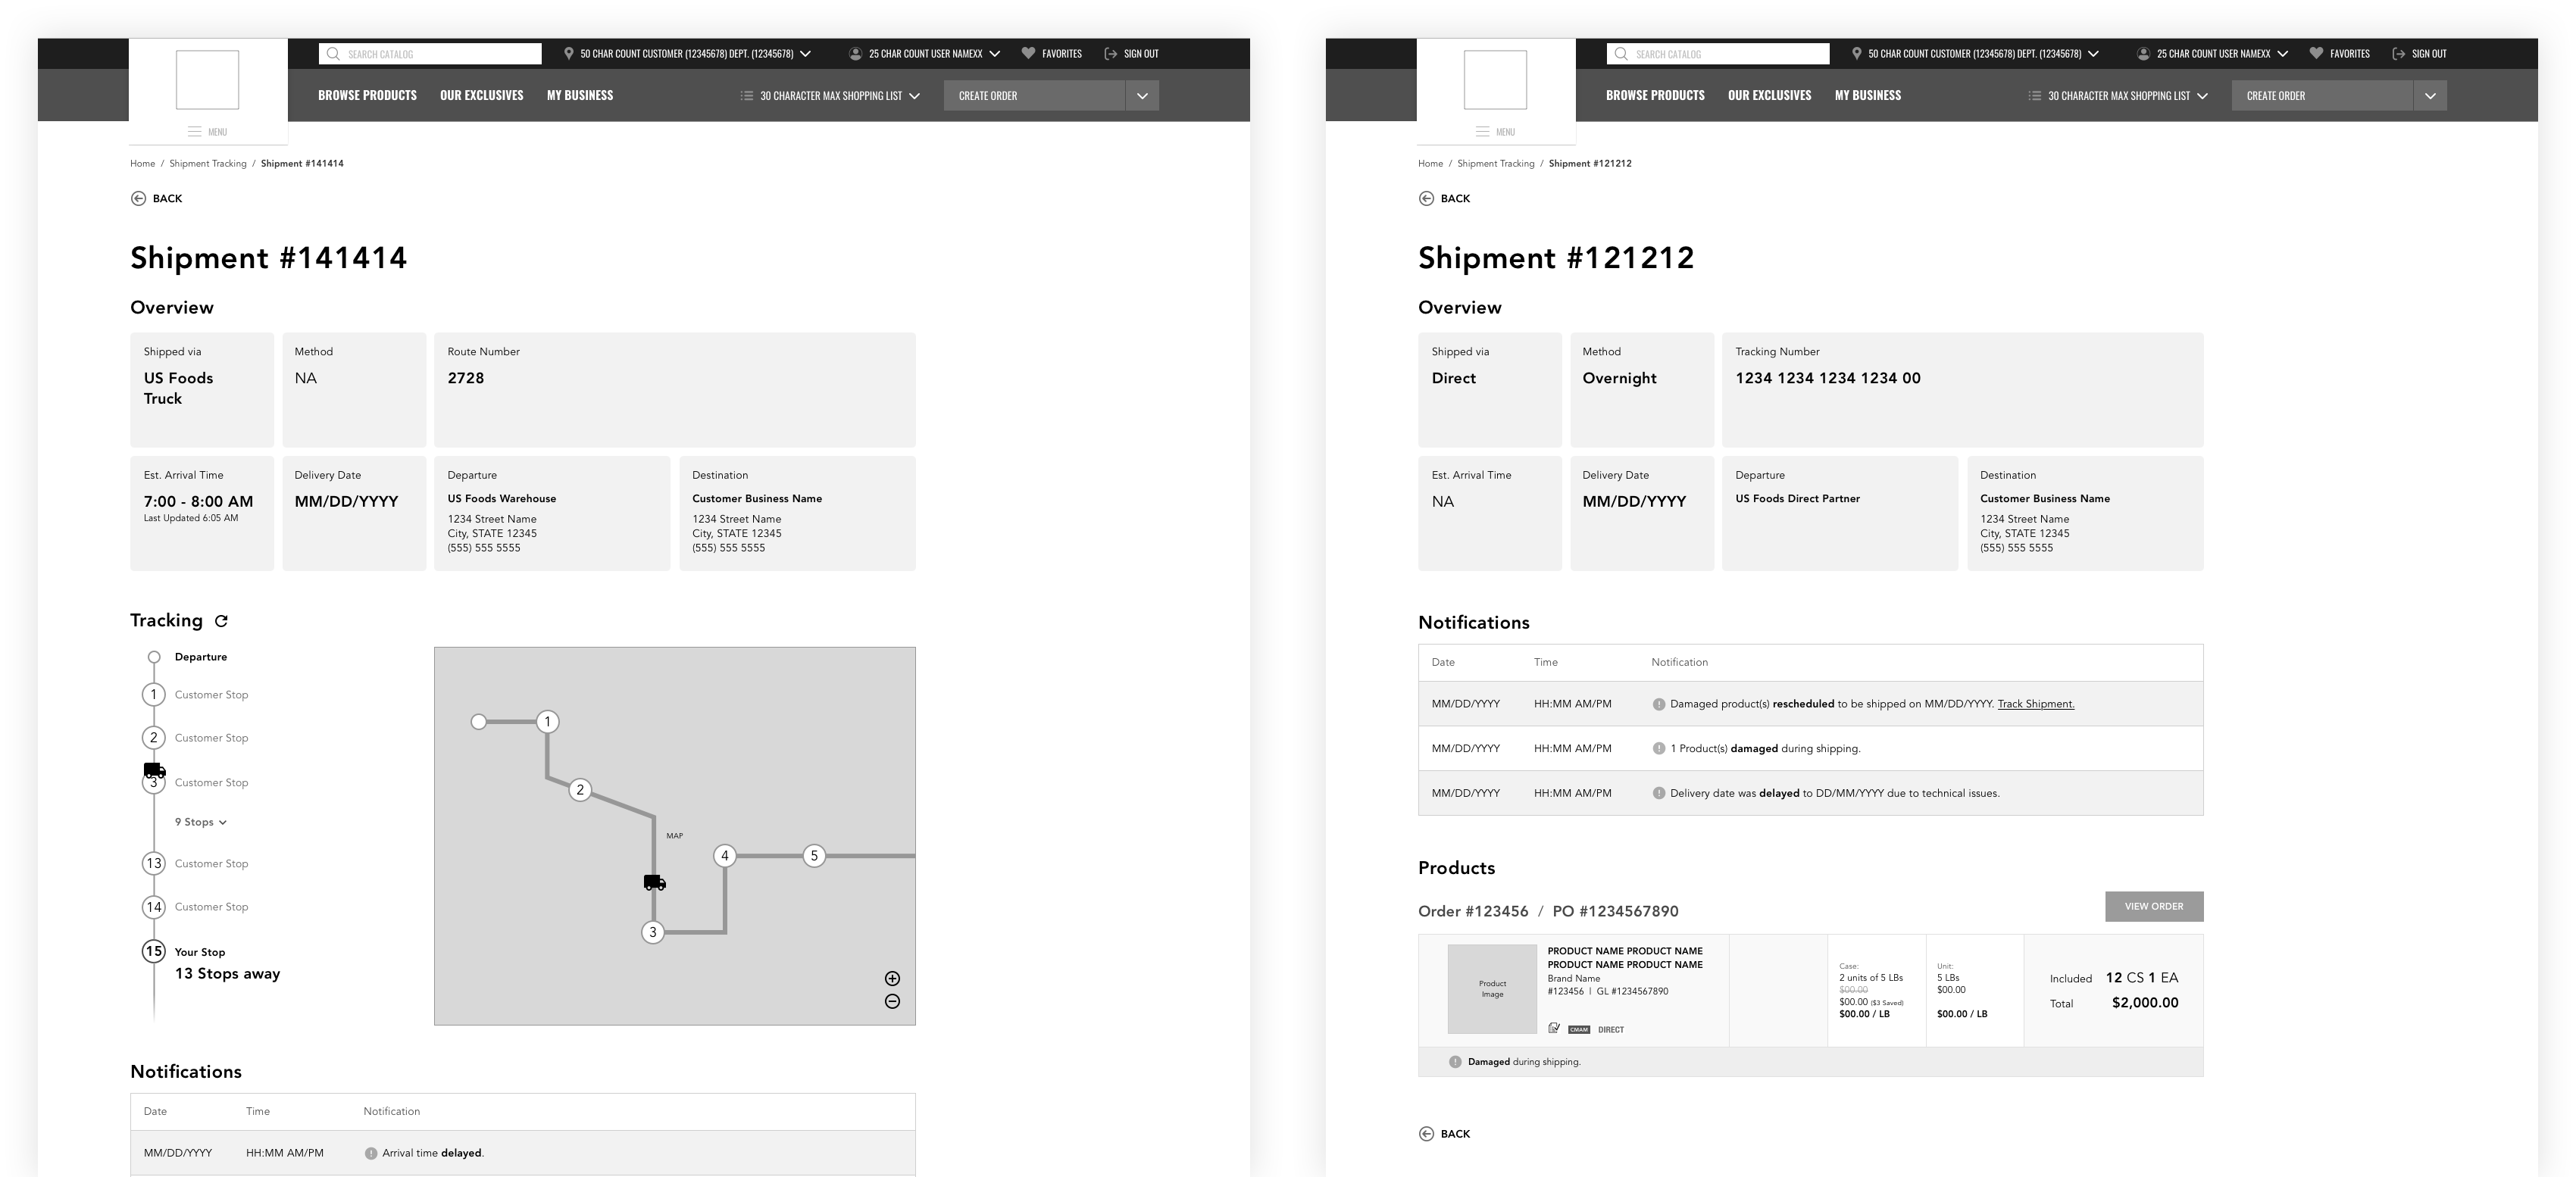 SEARCH CATALOG
50 CHAR COUNT CUSTOMER (12345678) DEPT. (12345678)
25 CHAR COUNT USER NAMEXX
FAVORITES
SIGN OUT
MENU
BROWSE PRODUCTS
OUR EXCLUSIVES
MY BUSINESS
30 CHARACTER MAX SHOPPING LIST
CREATE ORDER
Home / Shipment Tracking / Shipment #141414
BACK
Shipment #141414
Overview
Shipped via
US Foods
Truck
Method
NA
Route Number
2728
Est. Arrival Time
7:00 - 8:00 AM
Last Updated 6:05 AM
Delivery Date
MM/DD/YYYY
Departure
US Foods Warehouse
1234 Street Name
City, STATE 12345
(555) 555 5555
Destination
Customer Business Name
1234 Street Name
City, STATE 12345
(555) 555 5555
Tracking
Departure
1 Customer Stop
2 Customer Stop
3 Customer Stop
9 Stops
13 Customer Stop
14 Customer Stop
15 Your Stop
13 Stops away
1
2
MAP
4
5
3
Notifications
Date Time Notification
MM/DD/YYYY HH:MM AM/PM Arrival time delayed.
SEARCH CATALOG
50 CHAR COUNT CUSTOMER (12345678) DEPT. (12345678)
25 CHAR COUNT USER NAMEXX
FAVORITES
SIGN OUT
MENU
BROWSE PRODUCTS
OUR EXCLUSIVES
MY BUSINESS
30 CHARACTER MAX SHOPPING LIST
CREATE ORDER
Home / Shipment Tracking / Shipment #121212
BACK
Shipment #121212
Overview
Shipped via
Direct
Method
Overnight
Tracking Number
1234 1234 1234 1234 00
Est. Arrival Time
NA
Delivery Date
MM/DD/YYYY
Departure
US Foods Direct Partner
Destination
Customer Business Name
1234 Street Name
City, STATE 12345
(555) 555 5555
Notifications
Date Time Notification
MM/DD/YYYY HH:MM AM/PM Damaged product(s) rescheduled to be shipped on MM/DD/YYYY. Track Shipment.
MM/DD/YYYY HH:MM AM/PM 1 Product(s) damaged during shipping.
MM/DD/YYYY HH:MM AM/PM Delivery date was delayed to DD/MM/YYYY due to technical issues.
Products
Order #123456 / PO #1234567890
VIEW ORDER
Product
Image
PRODUCT NAME PRODUCT NAME
PRODUCT NAME PRODUCT NAME
Brand Name
#123456 | GL #1234567890
CMAM DIRECT
Case:
2 units of 5 LBs
$00.00
$00.00 ($3 Saved)
$00.00 / LB
Unit:
5 LBs
$00.00
$00.00 / LB
Included 12 CS 1 EA
Total $2,000.00
Damaged during shipping.
BACK